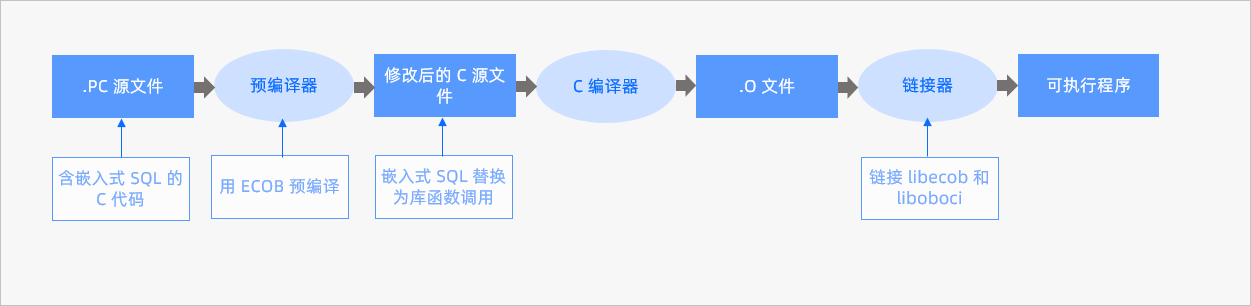 .PC 源文件
预编译器
修改后的 C 源文
件
C 编译器
.O 文件
链接器
可执行程序
含嵌入式 SQL 的
C 代码
用 ECOB 预编译
嵌入式 SQL 替换
为库函数调用
链接 libecob 和
liboboci